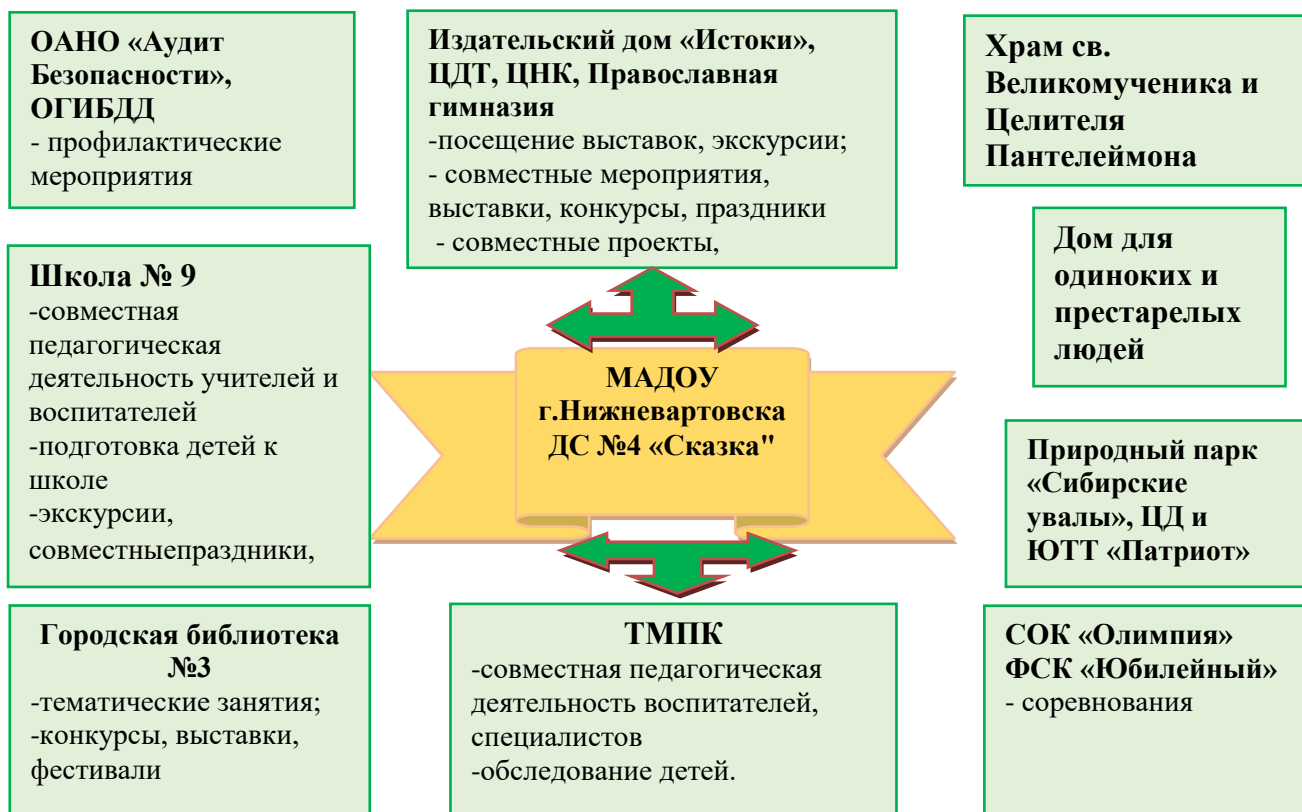 ОАНО «Аудит
Безопасности»,
ОГИБДД
- профилактические
мероприятия
Издательский дом «Истоки»,
ЦДТ, ЦНК, Православная
гимназия
-посещение выставок, экскурсии;
- совместные мероприятия,
выставки, конкурсы, праздники
- совместные проекты,
Храм св.
Великомученика и
Целителя
Пантелеймона
Школа № 9
-совместная
педагогическая
деятельность учителей и
воспитателей
-подготовка детей к
школе
-экскурсии,
совместныепраздники,
МАДОУ
г.Нижневартовска
ДС №4 «Сказка"
Дом для
одиноких и
престарелых
людей
Природный парк
«Сибирские
увалы», ЦД и
ЮТТ «Патриот»
Городская библиотека
№3
-тематические занятия;
-конкурсы, выставки,
фестивали
ТМПК
-совместная педагогическая
деятельность воспитателей,
специалистов
-обследование детей.
СОК «Олимпия»
ФСК «Юбилейный»
- соревнования